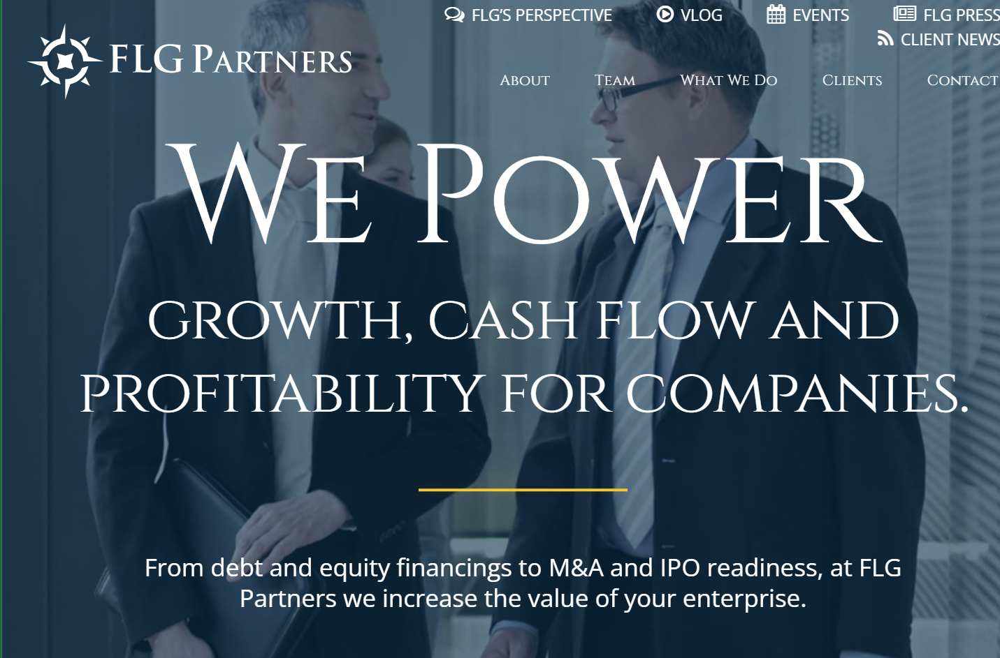 FLG'S PERSPECTIVE VLOG EVENTS FLG PRESS
CLIENT NEWS
FLG PARTNERS
ABOUT TEAM WHAT WE DO CLIENTS CONTACT
WE POWER
GROWTH, CASH FLOW AND
PROFITABILITY FOR COMPANIES.
From debt and equity financings to M&A and IPO readiness, at FLG
Partners we increase the value of your enterprise.